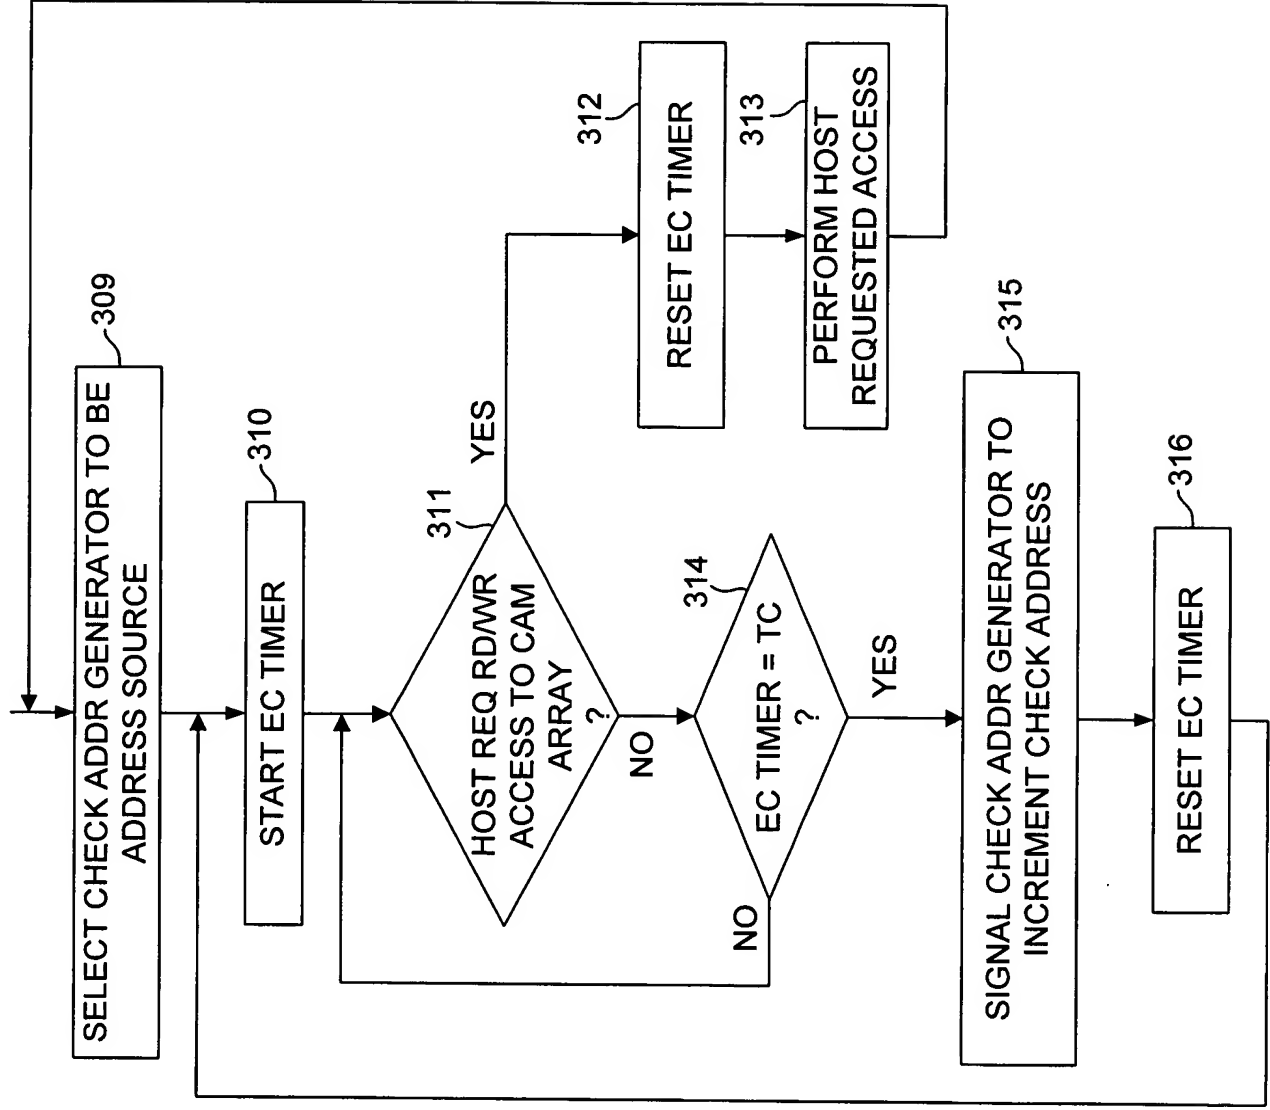 SELECT CHECK ADDR GENERATOR TO BE
ADDRESS SOURCE
309
START EC TIMER
310
HOST REQ RD/WR
ACCESS TO CAM
ARRAY
?
311
YES
NO
RESET EC TIMER
312
PERFORM HOST
REQUESTED ACCESS
313
EC TIMER = TC
?
314
NO
YES
SIGNAL CHECK ADDR GENERATOR TO
INCREMENT CHECK ADDRESS
315
RESET EC TIMER
316